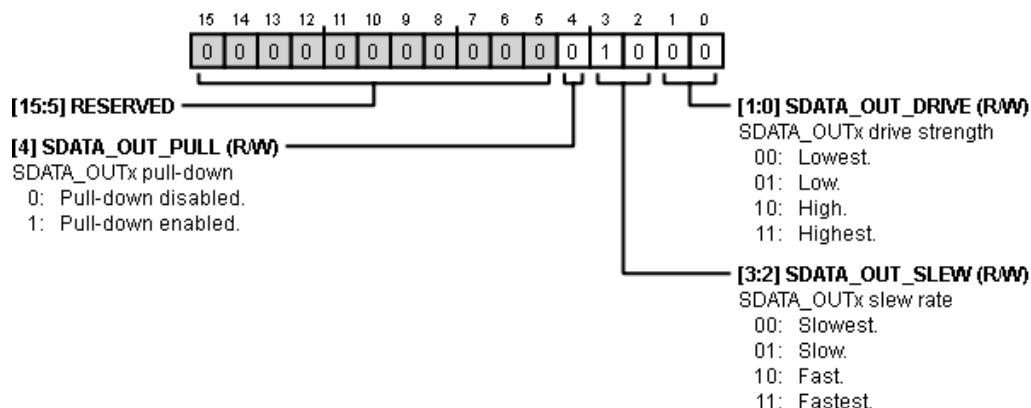 15 14 13 12 11 10 9 8 7 6 5 4 3 2 1 0
0 0 0 0 0 0 0 0 0 0 0 0 1 0 0 0
[15:5] RESERVED
[4] SDATA_OUT_PULL (R/W)
SDATA_OUTx pull-down
0: Pull-down disabled.
1: Pull-down enabled.
[1:0] SDATA_OUT_DRIVE (R/W)
SDATA_OUTx drive strength
00: Lowest.
01: Low.
10: High.
11: Highest.
[3:2] SDATA_OUT_SLEW (R/W)
SDATA_OUTx slew rate
00: Slowest.
01: Slow.
10: Fast.
11: Fastest.